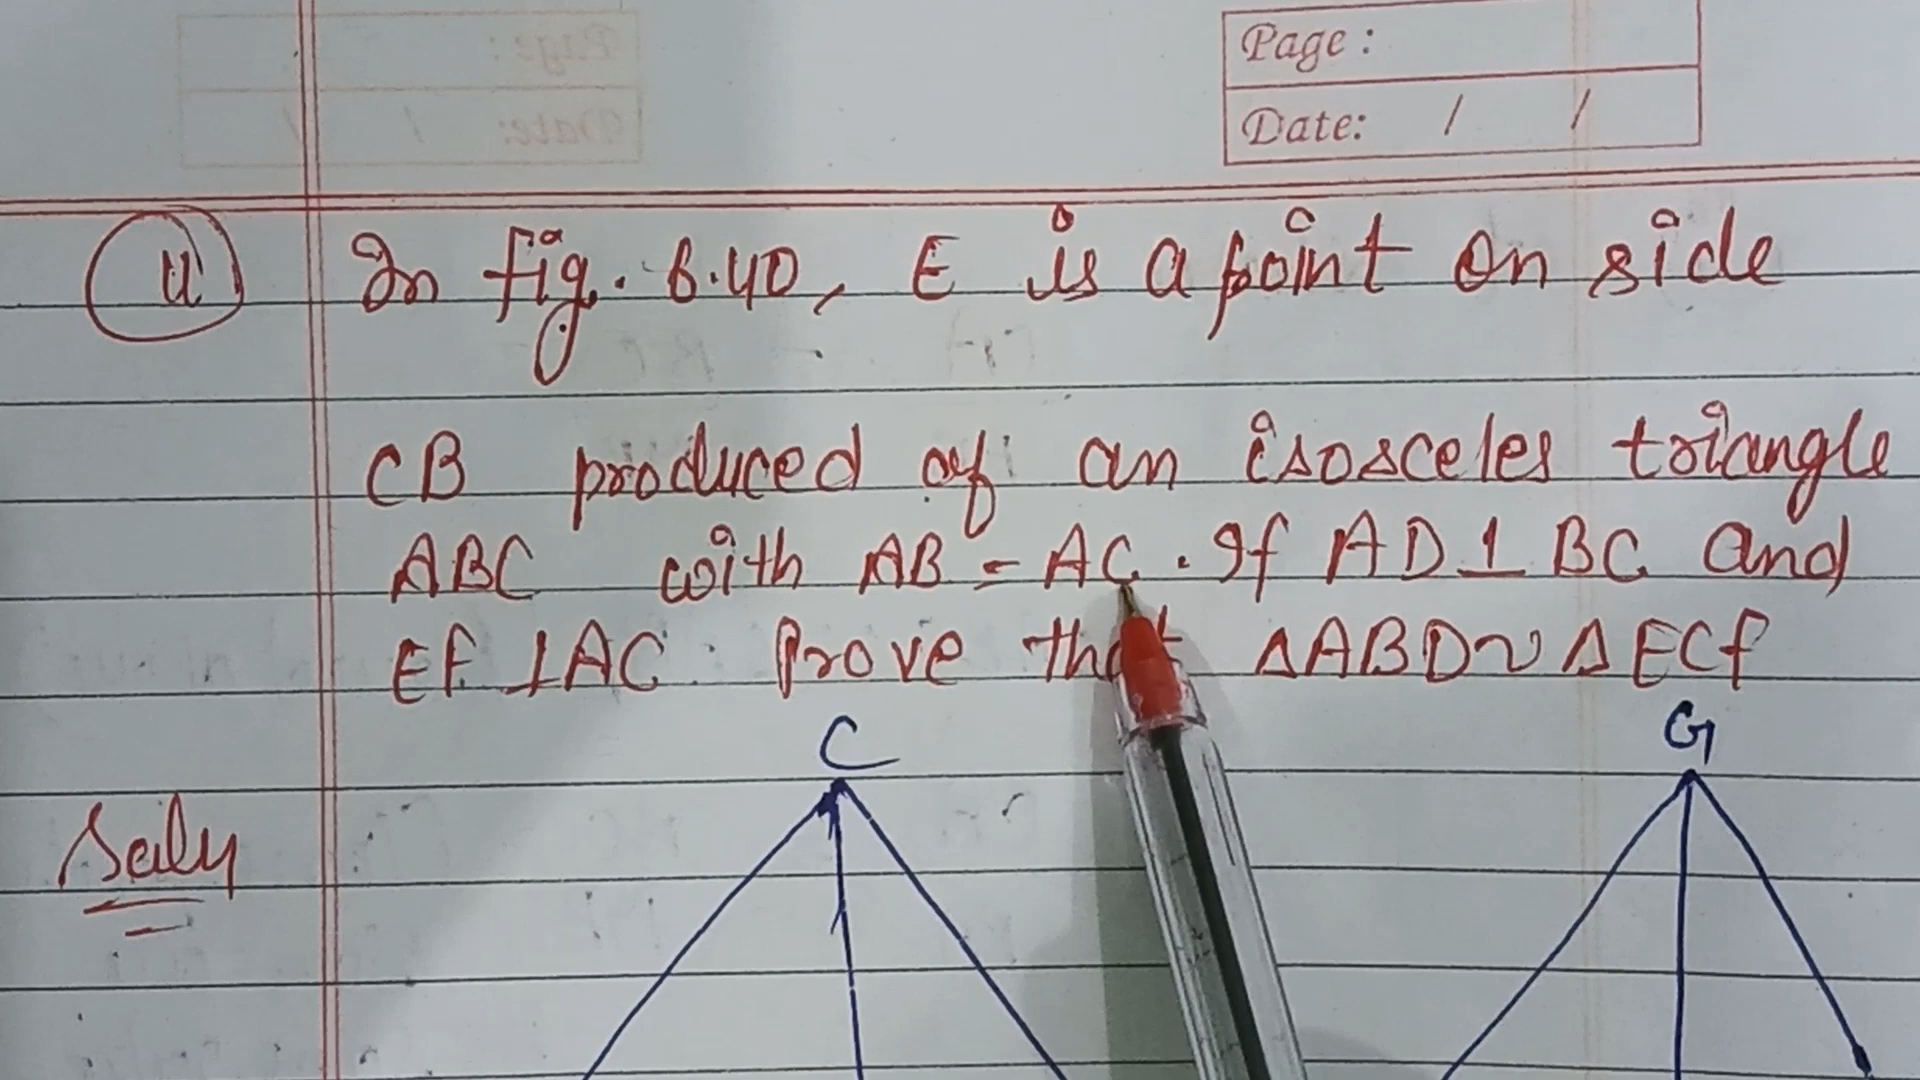 Page :
Date: / /
11 In fig. 6.40, E is a point on side
CB produced of an isosceles triangle
ABC with AB = AC. If AD ⊥ BC and
EF ⊥ AC. Prove that ΔABD ~ ΔECF
C G